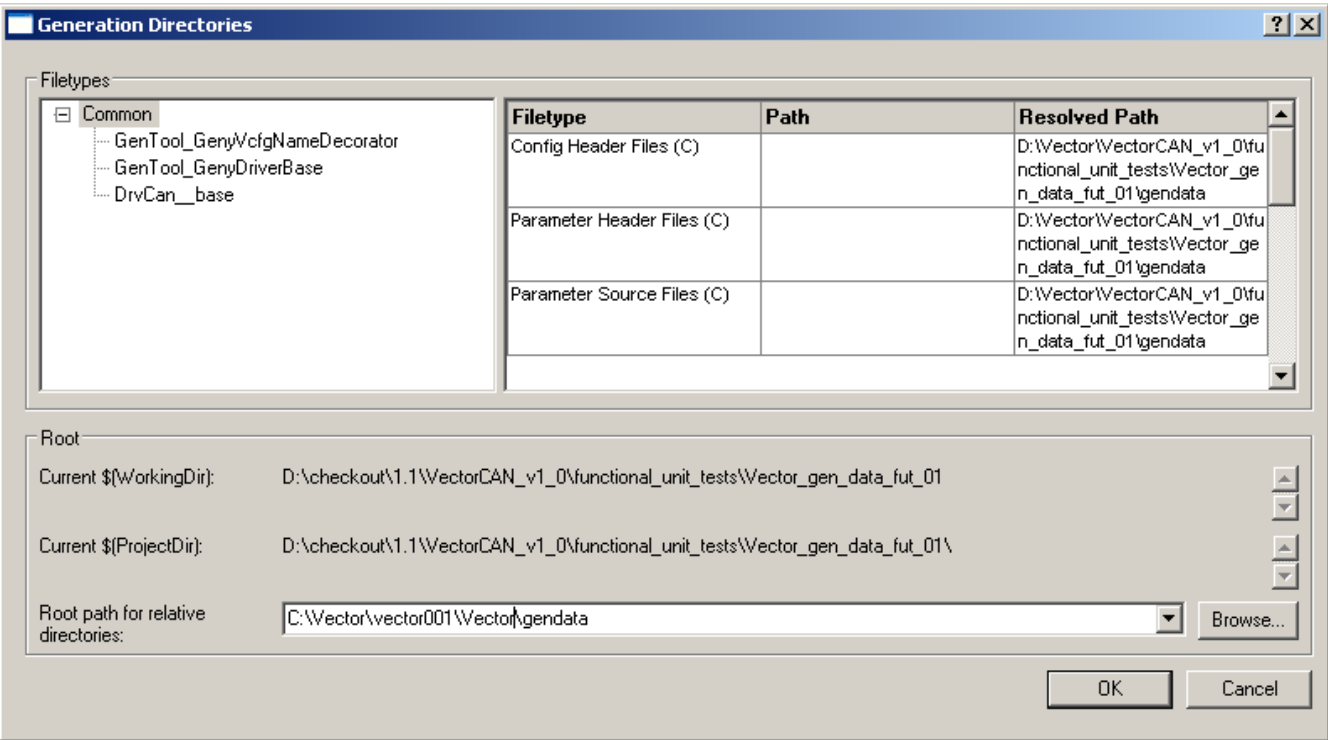 Generation Directories
Filetypes
Common
GenTool_GenyVcfgNameDecorator
GenTool_GenyDriverBase
DrvCan__base
Filetype Path Resolved Path
Config Header Files (C) D:\Vector\VectorCAN_v1_0\fu
nctional_unit_tests\Vector_ge
n_data_fut_01\gendata
Parameter Header Files (C) D:\Vector\VectorCAN_v1_0\fu
nctional_unit_tests\Vector_ge
n_data_fut_01\gendata
Parameter Source Files (C) D:\Vector\VectorCAN_v1_0\fu
nctional_unit_tests\Vector_ge
n_data_fut_01\gendata
Root
Current $(WorkingDir): D:\checkout\1.1\VectorCAN_v1_0\functional_unit_tests\Vector_gen_data_fut_01
Current $(ProjectDir): D:\checkout\1.1\VectorCAN_v1_0\functional_unit_tests\Vector_gen_data_fut_01\
Root path for relative
directories:
C:\Vector\vector001\Vector\gendata
Browse...
OK Cancel